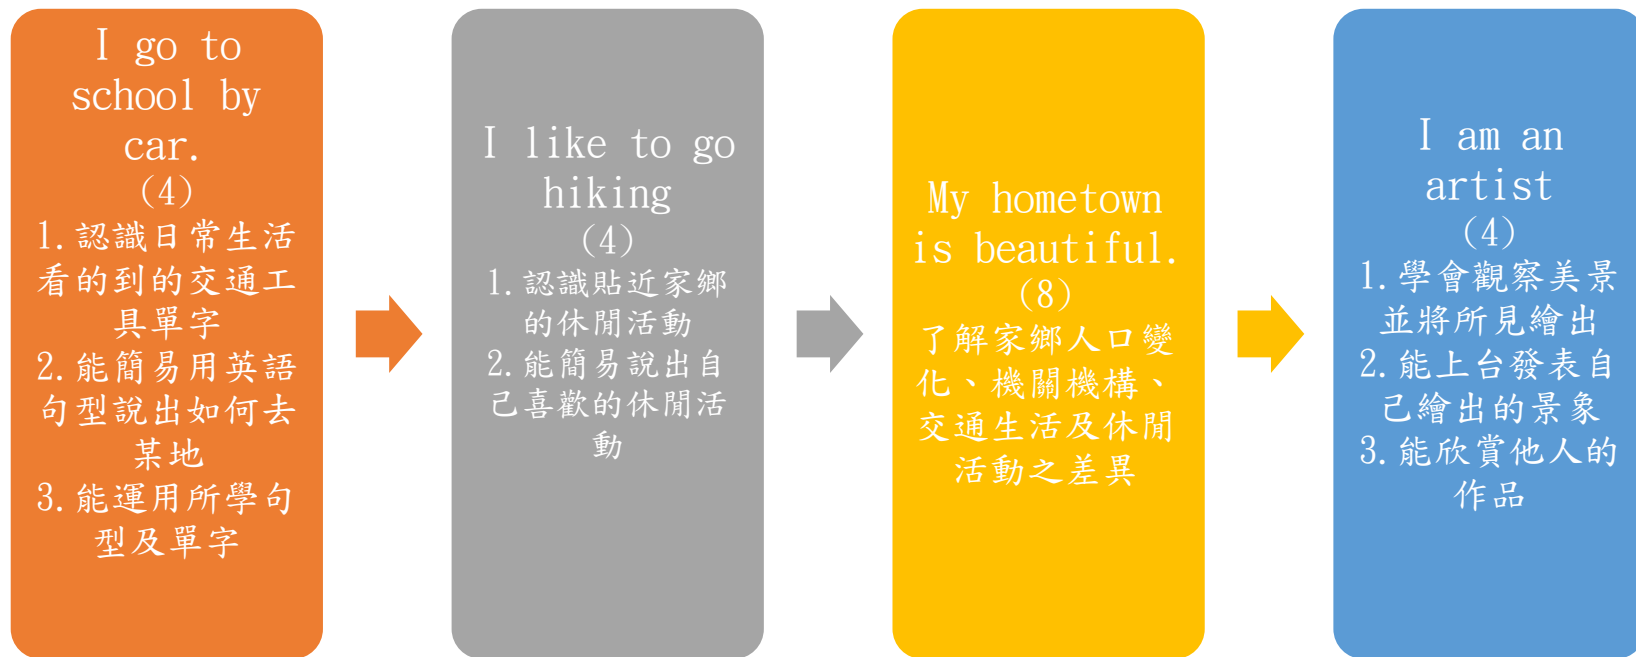 I go to
school by
car.
(4)
1.認識日常生活
看的到的交通工
具單字
2.能簡易用英語
句型說出如何去
某地
3.能運用所學句
型及單字
I like to go
hiking
(4)
1.認識貼近家鄉
的休閒活動
2.能簡易說出自
己喜歡的休閒活
動
My hometown
is beautiful.
(8)
了解家鄉人口變
化、機關機構、
交通生活及休閒
活動之差異
I am an
artist
(4)
1.學會觀察美景
並將所見繪出
2.能上台發表自
己繪出的景象
3.能欣賞他人的
作品